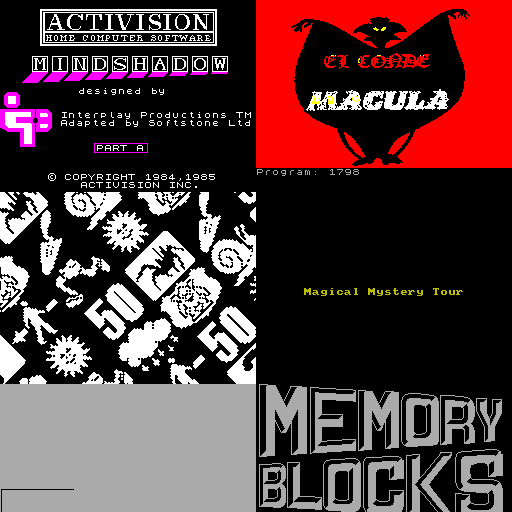 ACTIVISION
HOME COMPUTER SOFTWARE
MINDSHADOW
designed by
Interplay Productions TM
Adapted by Softstone Ltd
PART A
© COPYRIGHT 1984,1985
ACTIVISION INC.
EL CONDE
MAGULA
Program: 1798
50
-50
Magical Mystery Tour
MEMORY
BLOCKS